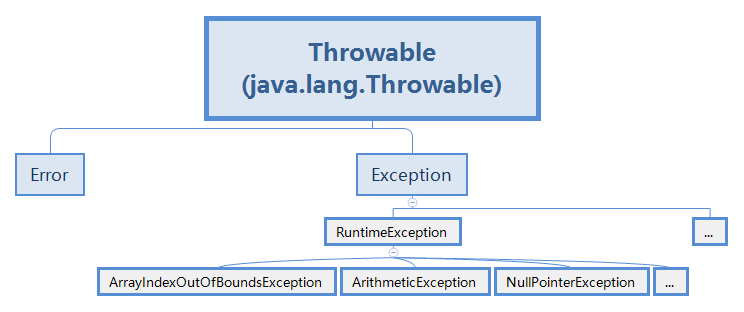 Throwable
(java.lang.Throwable)
Error
Exception
RuntimeException
...
ArrayIndexOutOfBoundsException
ArithmeticException
NullPointerException
...